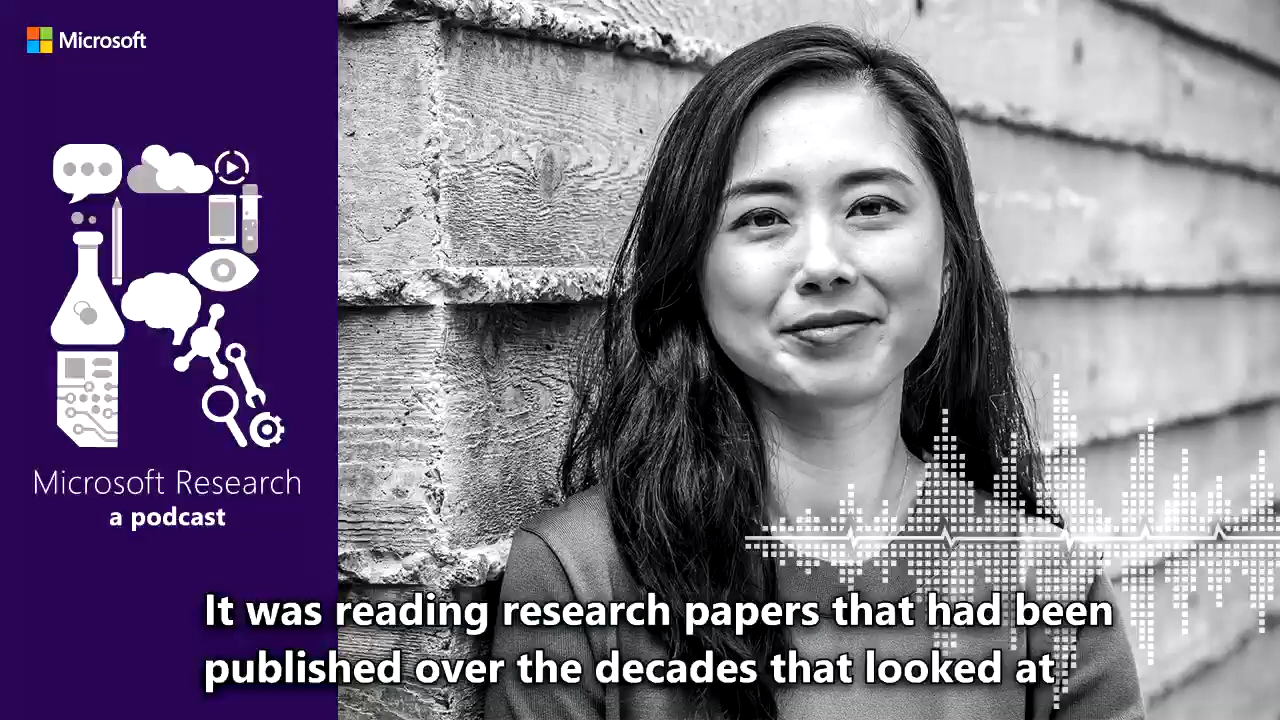 Microsoft
Microsoft Research
a podcast
It was reading research papers that had been
published over the decades that looked at